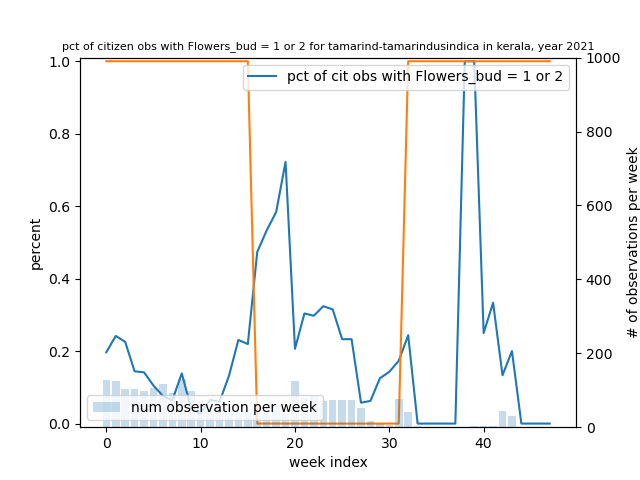 pct of citizen obs with Flowers_bud = 1 or 2 for tamarind-tamarindusindica in kerala, year 2021
pct of cit obs with Flowers_bud = 1 or 2
num observation per week
percent
1.0
0.8
0.6
0.4
0.2
0.0
1000
800
600
400
200
0
# of observations per week
0 10 20 30 40
week index